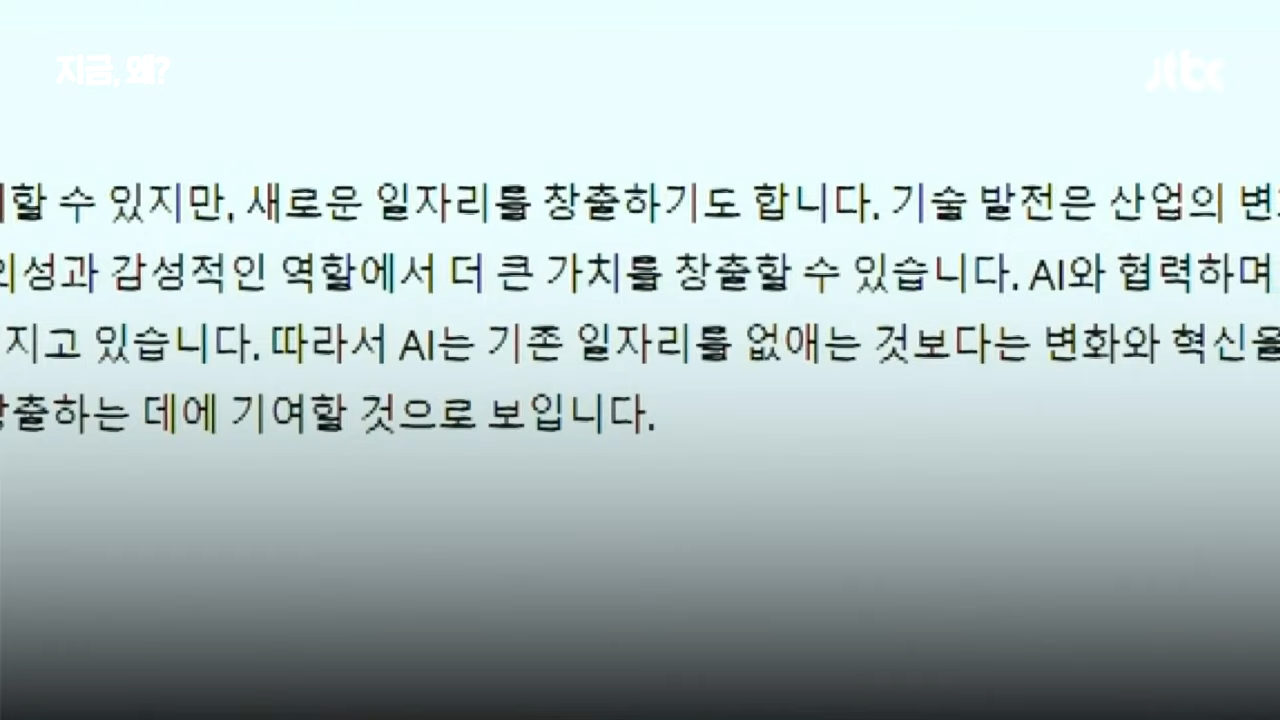 지금, 왜?
jtbc
할 수 있지만, 새로운 일자리를 창출하기도 합니다. 기술 발전은 산업의
감성적인 역할에서 더 큰 가치를 창출할 수 있습니다. AI와 협력하며
지고 있습니다. 따라서 AI는 기존 일자리를 없애는 것보다는 변화와 혁신을
출하는 데에 기여할 것으로 보입니다.